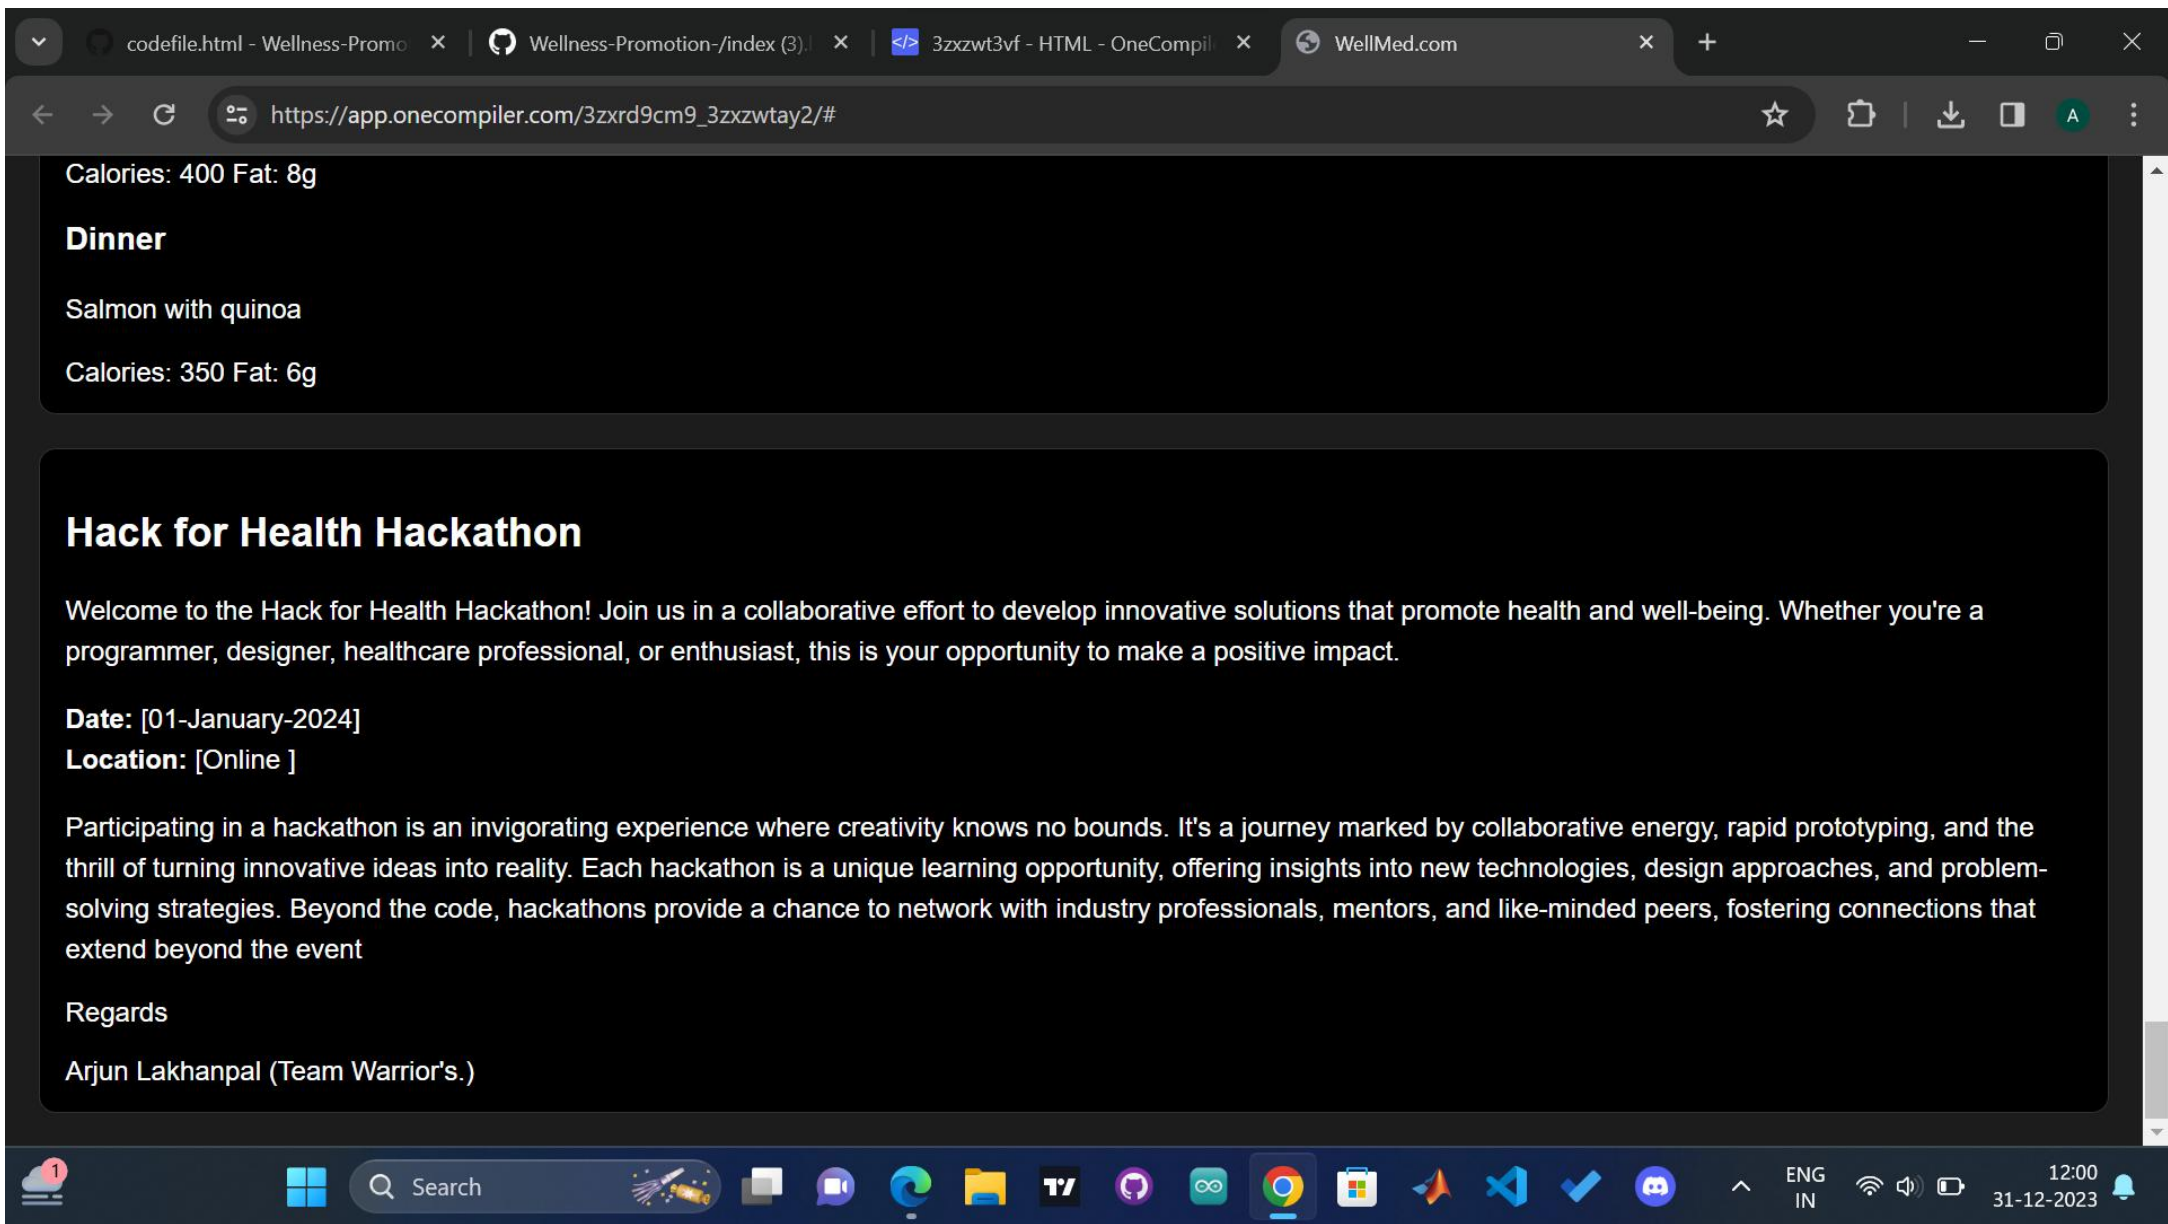 codefile.html - Wellness-Promo
Wellness-Promotion-/index (3).
3zxzwt3vf - HTML - OneCompil
WellMed.com
https://app.onecompiler.com/3zxrd9cm9_3zxzwtay2/#
A
Calories: 400 Fat: 8g
Dinner
Salmon with quinoa
Calories: 350 Fat: 6g
Hack for Health Hackathon
Welcome to the Hack for Health Hackathon! Join us in a collaborative effort to develop innovative solutions that promote health and well-being. Whether you're a
programmer, designer, healthcare professional, or enthusiast, this is your opportunity to make a positive impact.
Date: [01-January-2024]
Location: [Online ]
Participating in a hackathon is an invigorating experience where creativity knows no bounds. It's a journey marked by collaborative energy, rapid prototyping, and the
thrill of turning innovative ideas into reality. Each hackathon is a unique learning opportunity, offering insights into new technologies, design approaches, and problem-
solving strategies. Beyond the code, hackathons provide a chance to network with industry professionals, mentors, and like-minded peers, fostering connections that
extend beyond the event
Regards
Arjun Lakhanpal (Team Warrior's.)
1
Search
ENG
IN
12:00
31-12-2023